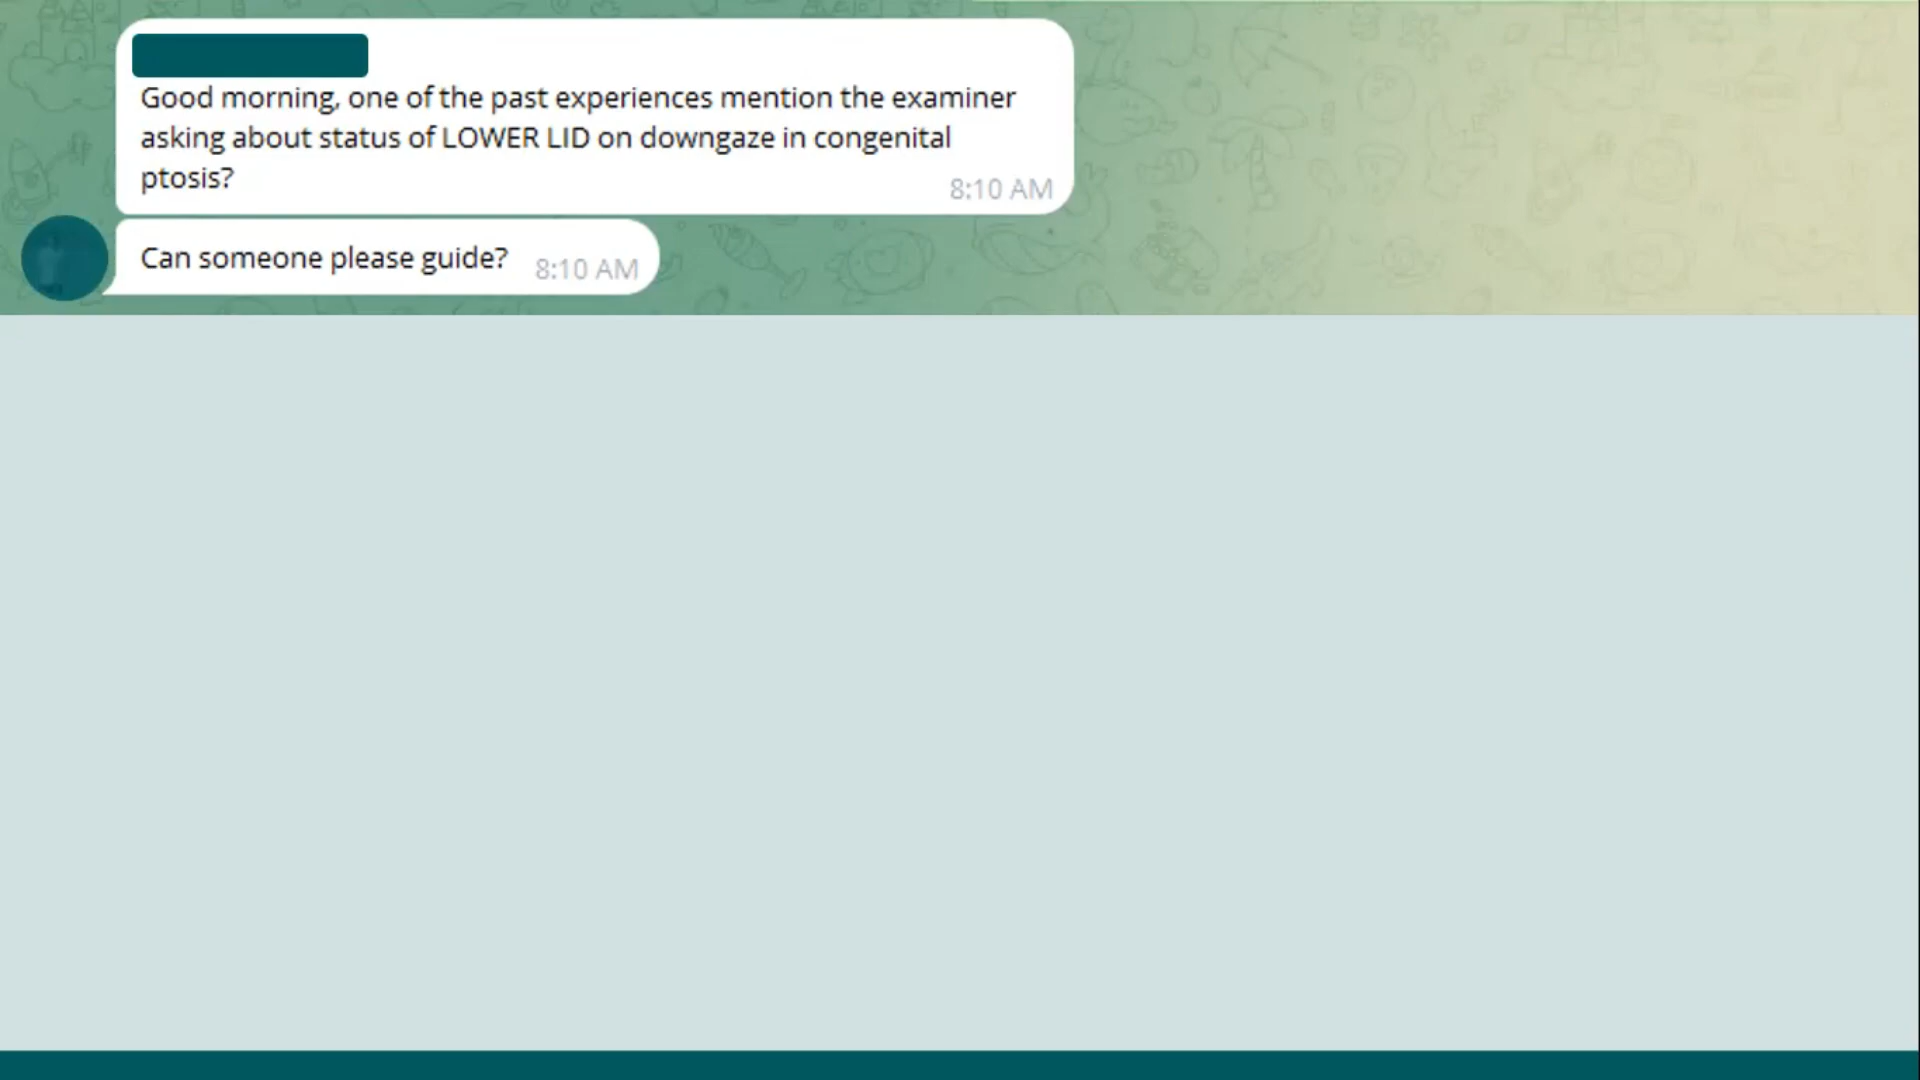 Good morning, one of the past experiences mention the examiner
asking about status of LOWER LID on downgaze in congenital
ptosis?
8:10 AM
Can someone please guide?
8:10 AM